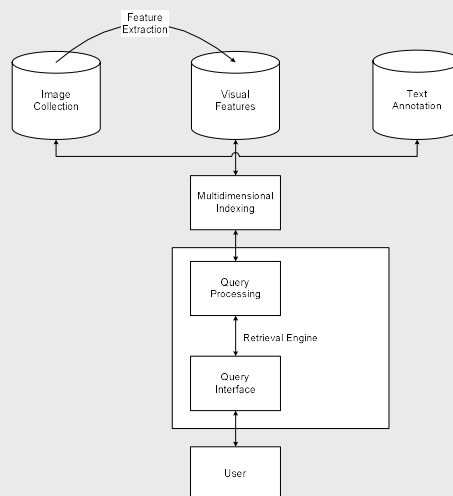 Feature
Extraction
Image
Collection
Visual
Features
Text
Annotation
Multidimensional
Indexing
Query
Processing
Retrieval Engine
Query
Interface
User